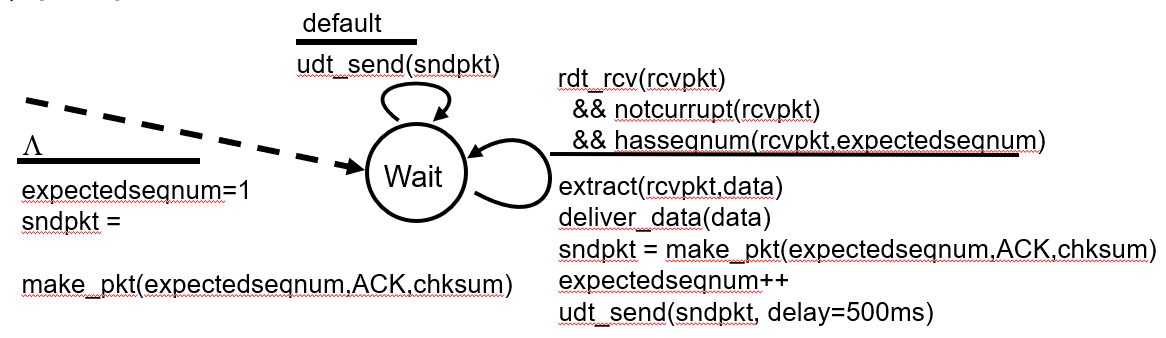 default
udt_send(sndpkt)
rdt_rcv(rcvpkt)
&& notcurrupt(rcvpkt)
&& hasseqnum(rcvpkt,expectedseqnum)
Λ
expectedseqnum=1
sndpkt =
make_pkt(expectedseqnum,ACK,chksum)
Wait
extract(rcvpkt,data)
deliver_data(data)
sndpkt = make_pkt(expectedseqnum,ACK,chksum)
expectedseqnum++
udt_send(sndpkt, delay=500ms)